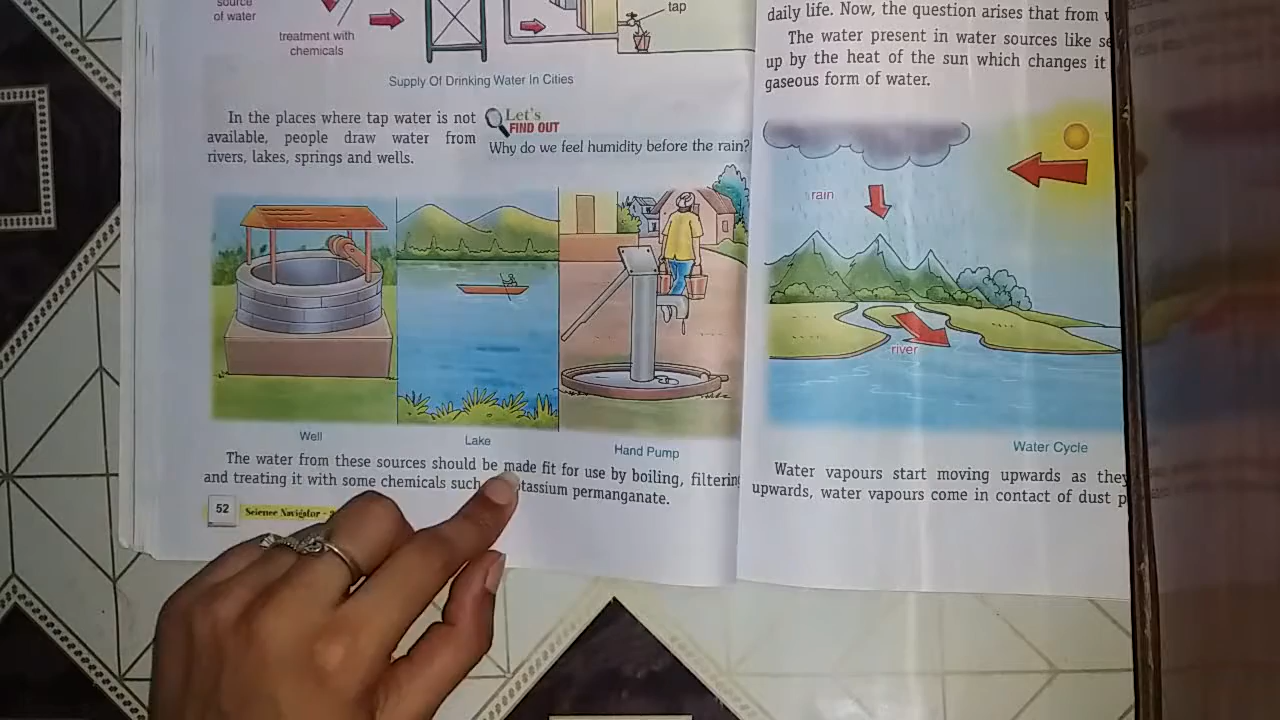 source
of water
treatment with
chemicals
tap
Supply Of Drinking Water In Cities
In the places where tap water is not
available, people draw water from
rivers, lakes, springs and wells.
Let's
FIND OUT
Why do we feel humidity before the rain?
Well
Lake
Hand Pump
The water from these sources should be made fit for use by boiling,
and treating it with some chemicals such permanganate.
52
Science Navigator -
daily life. Now, the question arises that from
The water present in water sources like
up by the heat of the sun which changes it
gaseous form of water.
rain
river
Water Cycle
Water vapours start moving upwards as they
upwards, water vapours come in contact of dust